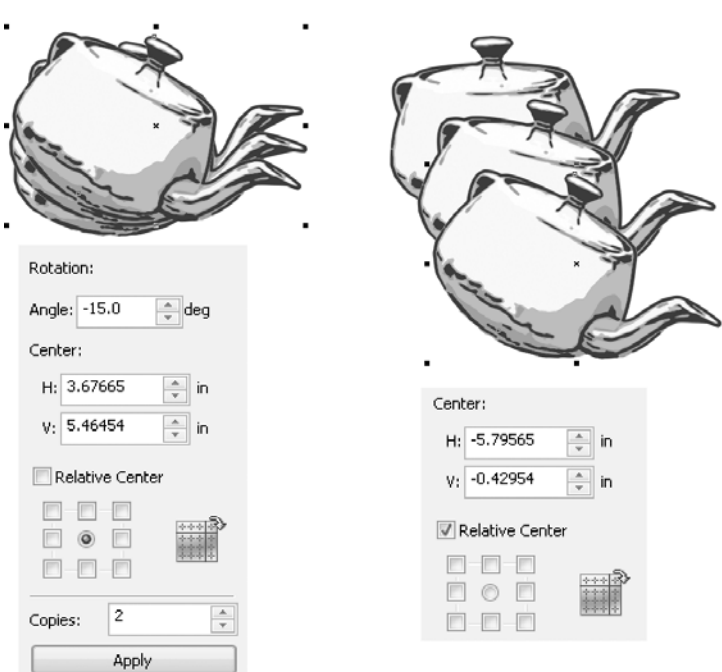 Rotation:
Angle: -15.0 deg
Center:
H: 3.67665 in
V: 5.46454 in
Relative Center
Copies: 2
Apply
Center:
H: -5.79565 in
V: -0.42954 in
Relative Center